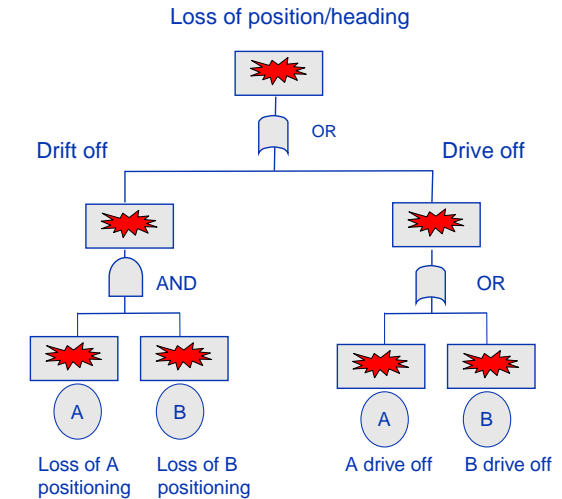 Loss of position/heading
OR
Drift off
Drive off
AND
OR
A
B
A
B
Loss of A
positioning
Loss of B
positioning
A drive off
B drive off